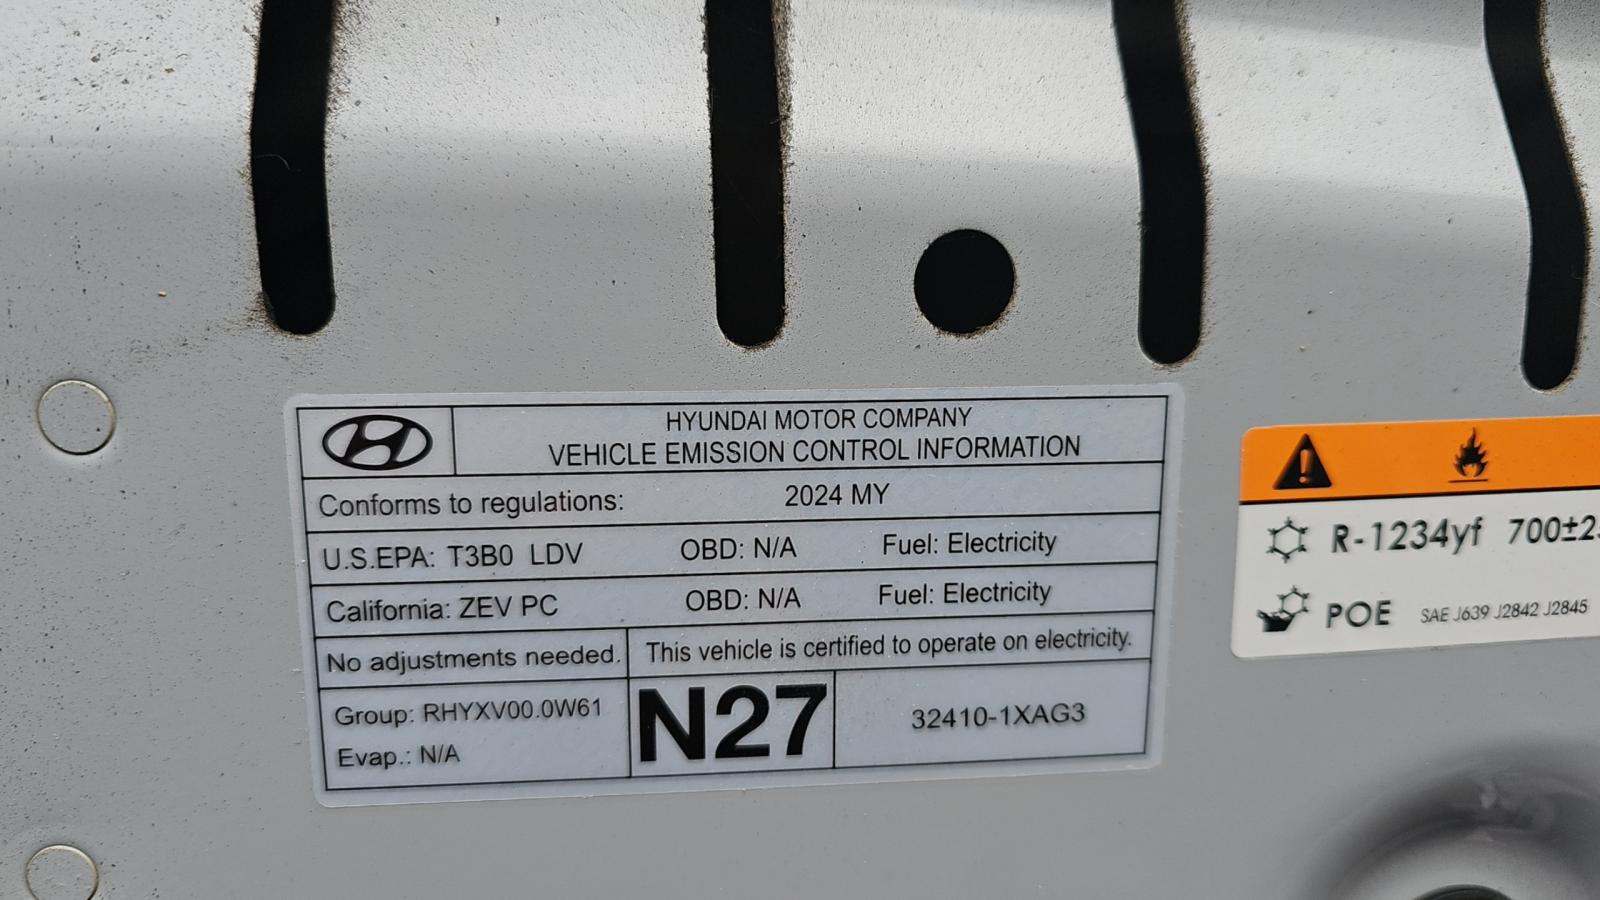 HYUNDAI MOTOR COMPANY
VEHICLE EMISSION CONTROL INFORMATION
Conforms to regulations: 2024 MY
U.S.EPA: T3B0 LDV OBD: N/A Fuel: Electricity
California: ZEV PC OBD: N/A Fuel: Electricity
No adjustments needed. This vehicle is certified to operate on electricity.
Group: RHYXV00.0W61
Evap.: N/A
N27
32410-1XAG3
R-1234yf 700±2
POE SAE J639 J2842 J2845